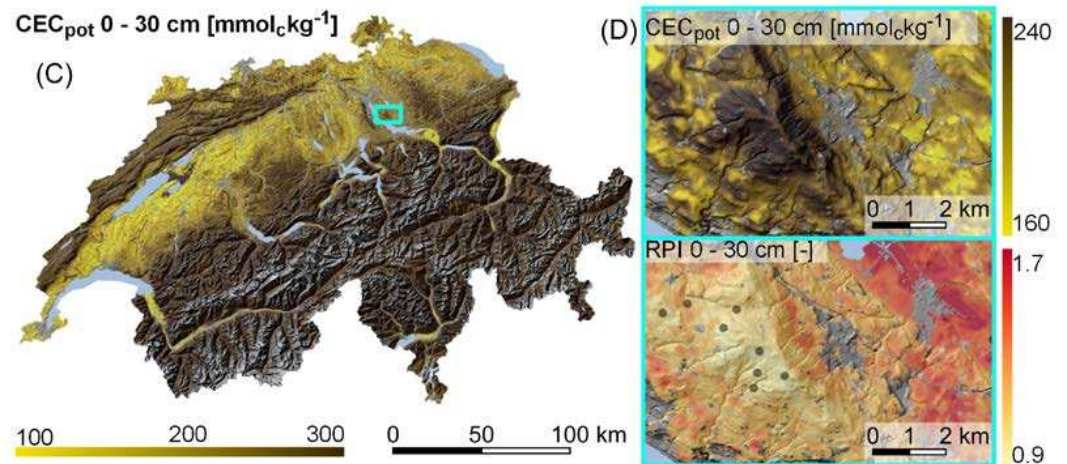 CECpot 0 - 30 cm [mmolckg-1]
(C)
100 200 300
0 50 100 km
(D)
CECpot 0 - 30 cm [mmolckg-1]
240
160
0 1 2 km
RPI 0 - 30 cm [-]
1.7
0.9
0 1 2 km